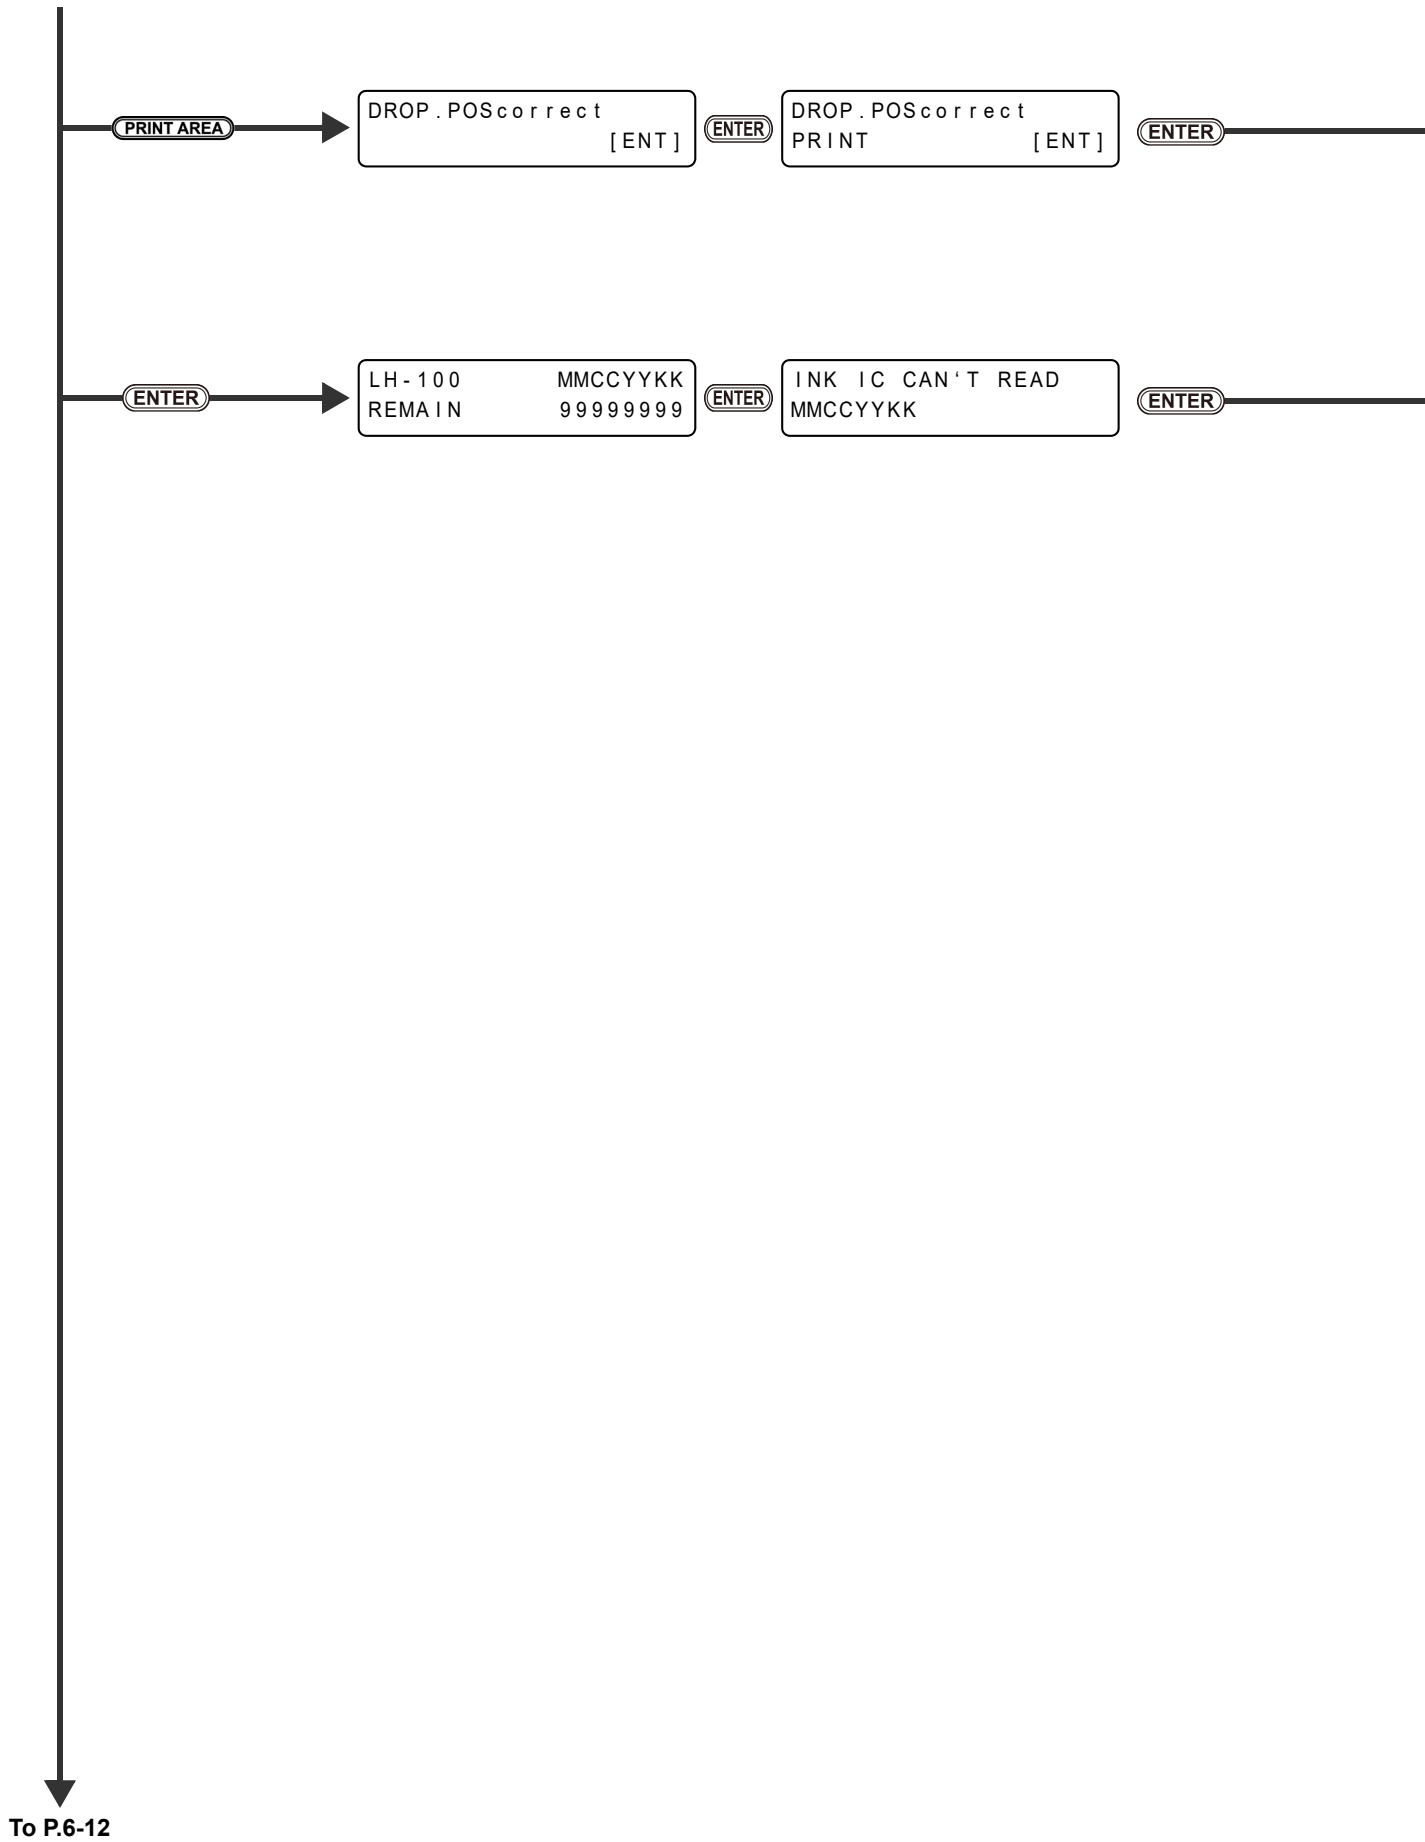 PRINT AREA
DROP.POScorrect
[ENT]
ENTER
DROP.POScorrect
PRINT [ENT]
ENTER
ENTER
LH-100 MMCCYYKK
REMAIN 99999999
ENTER
INK IC CAN‘T READ
MMCCYYKK
ENTER
To P.6-12